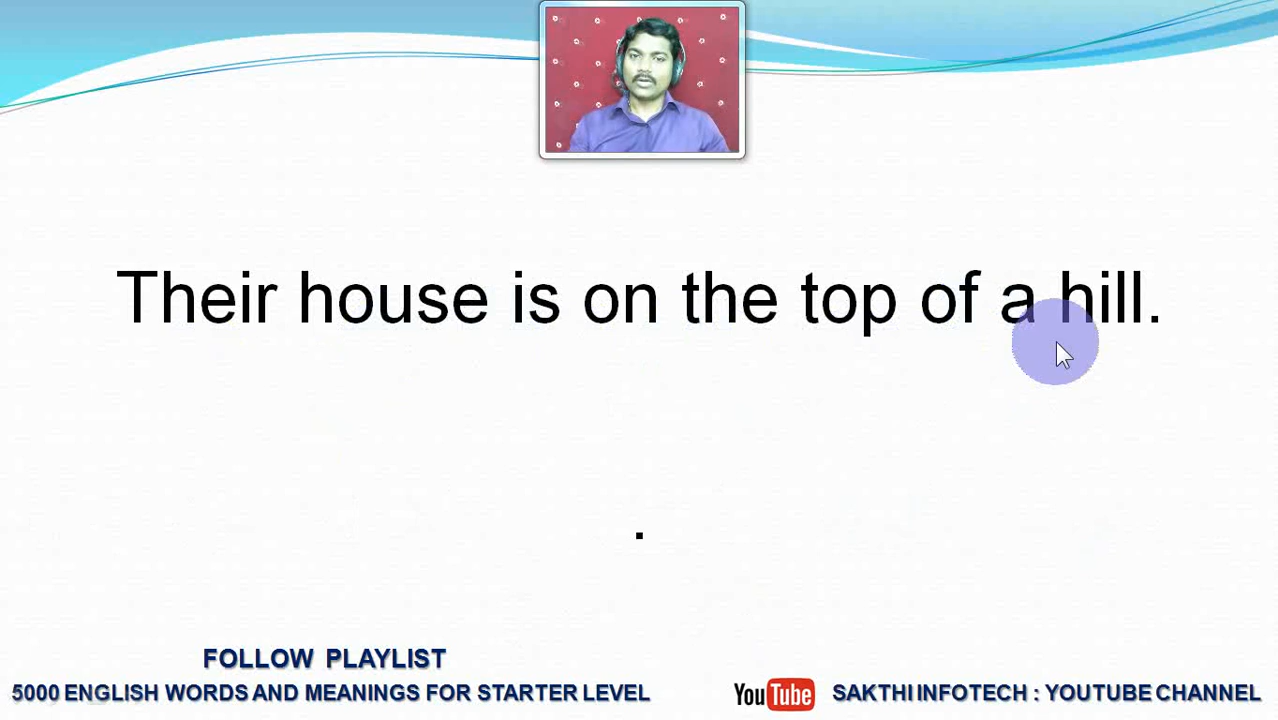 Their house is on the top of a hill.
.
FOLLOW PLAYLIST
5000 ENGLISH WORDS AND MEANINGS FOR STARTER LEVEL
YouTube SAKTHI INFOTECH : YOUTUBE CHANNEL